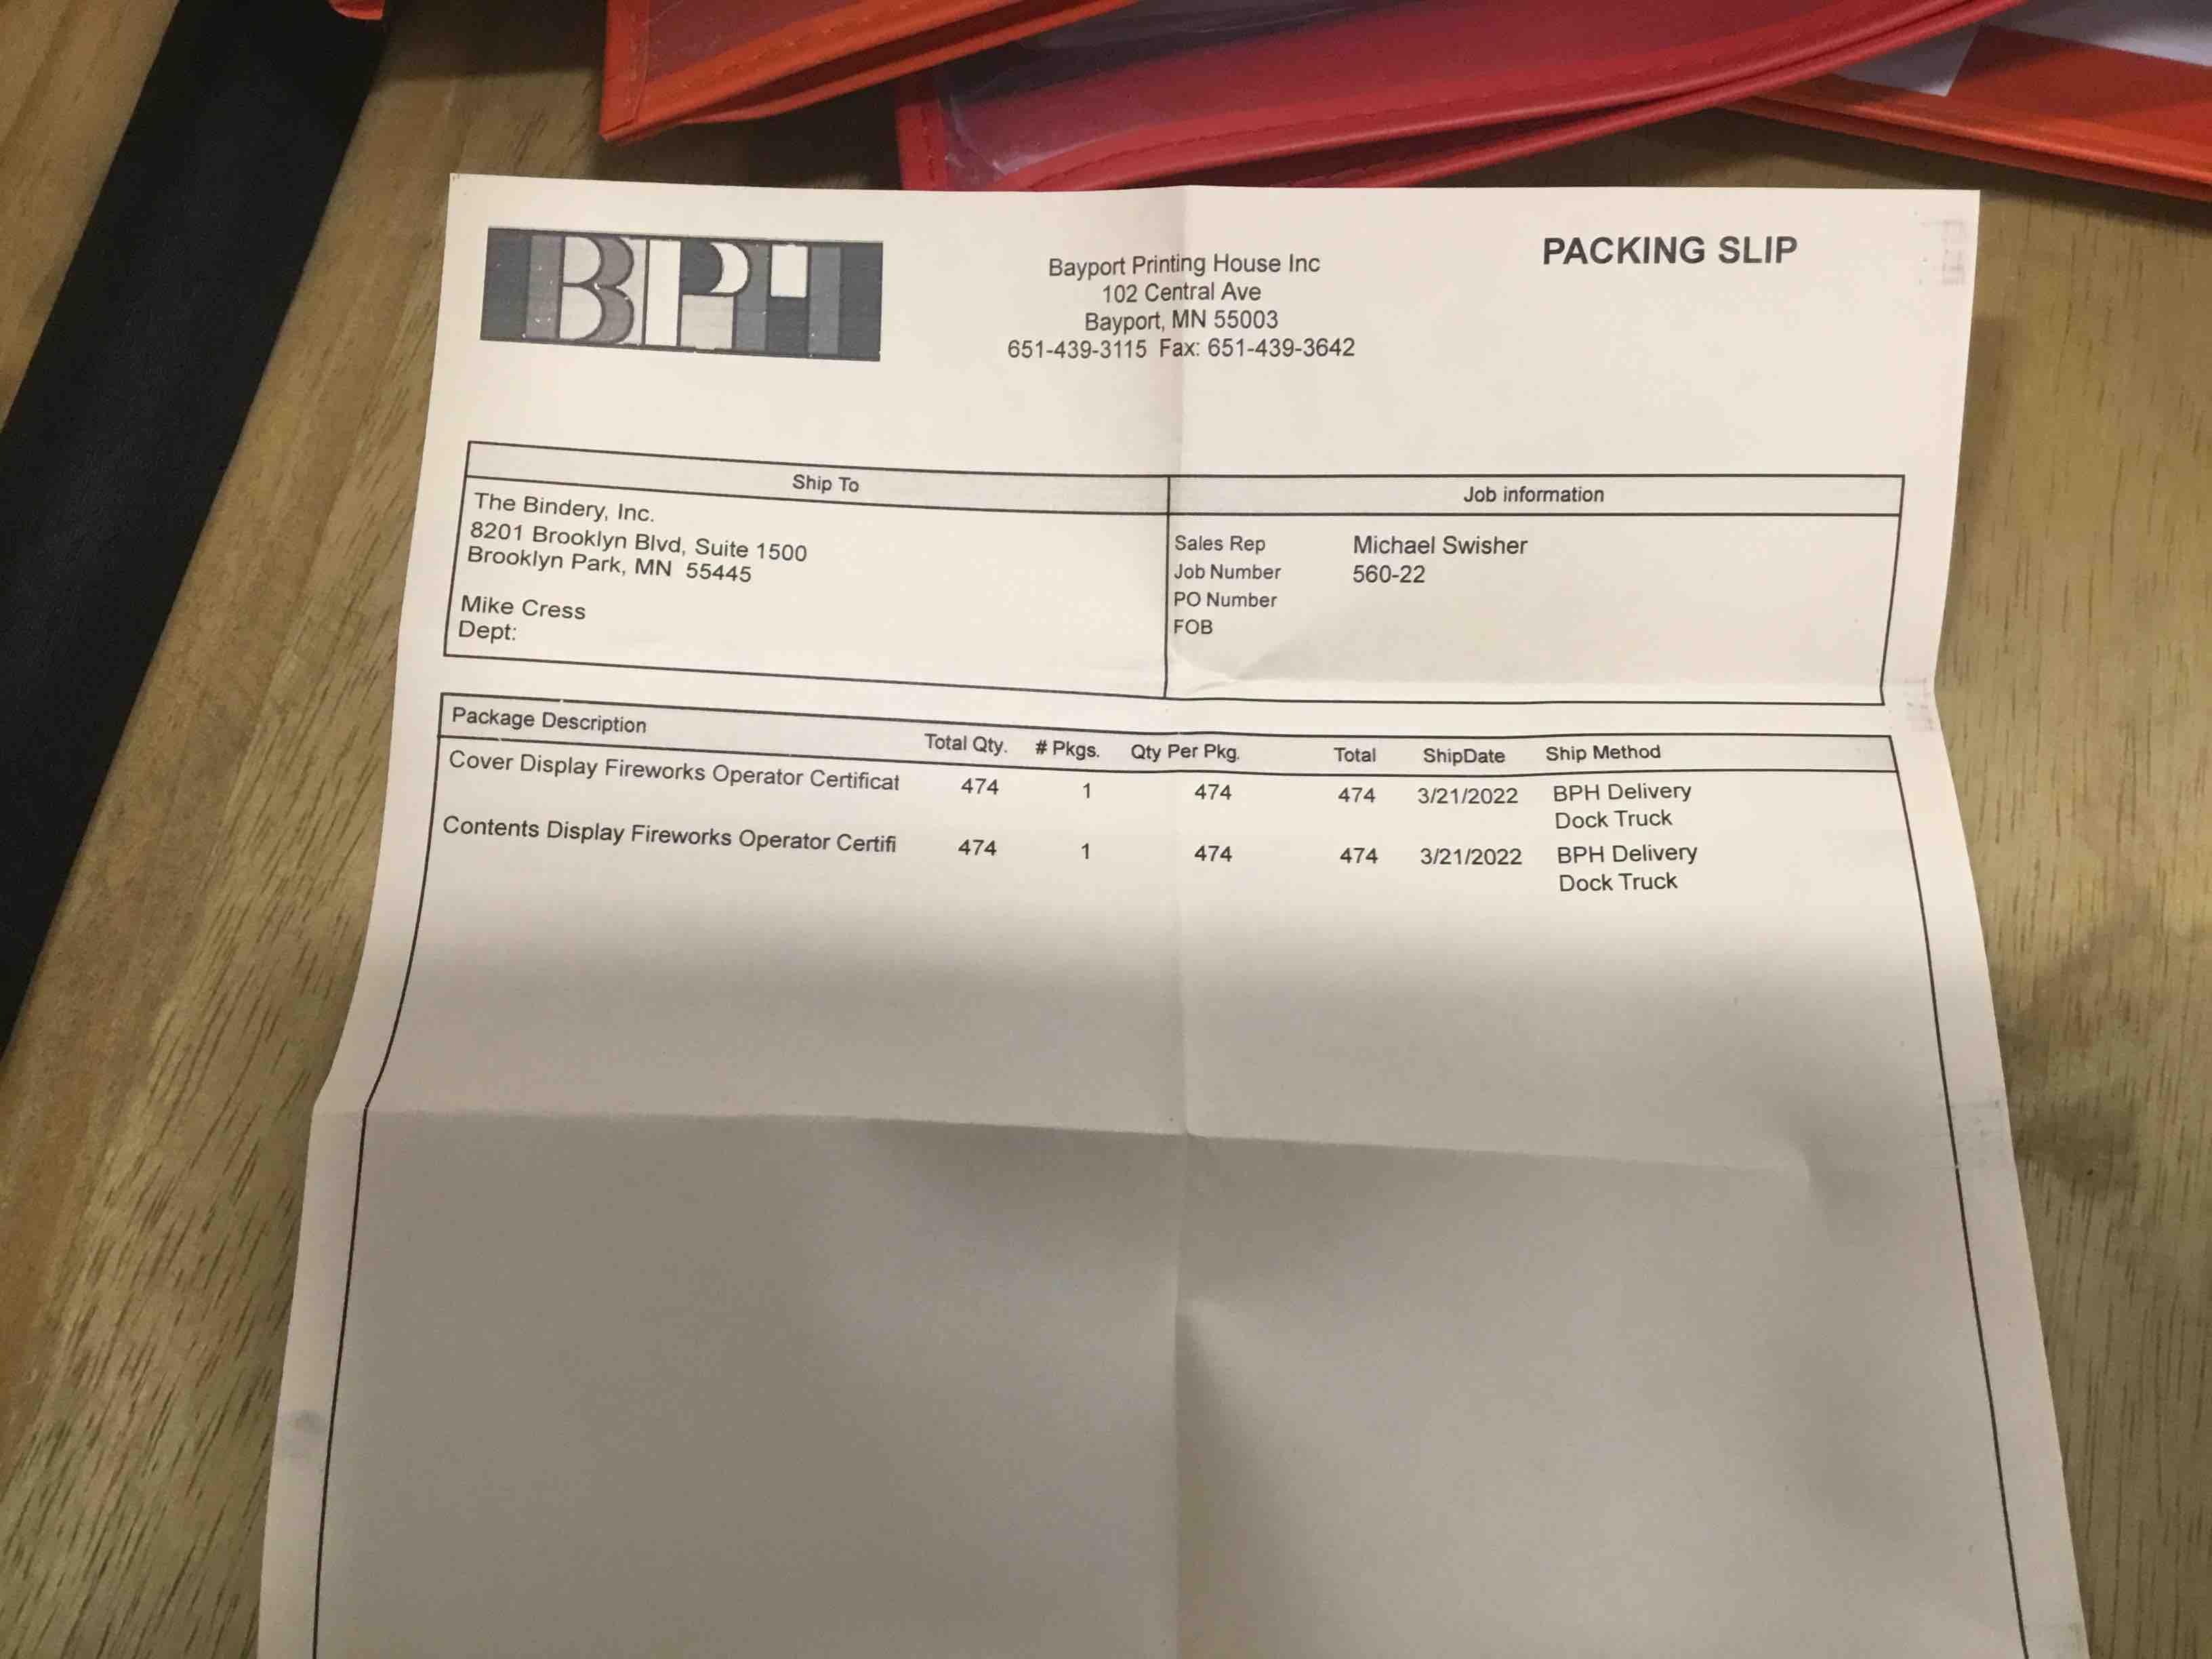 BPH
Bayport Printing House Inc
102 Central Ave
Bayport, MN 55003
651-439-3115 Fax: 651-439-3642
PACKING SLIP
Ship To
The Bindery, Inc.
8201 Brooklyn Blvd, Suite 1500
Brooklyn Park, MN 55445
Mike Cress
Dept:
Job information
Sales Rep Michael Swisher
Job Number 560-22
PO Number
FOB
Package Description Total Qty. # Pkgs. Qty Per Pkg. Total ShipDate Ship Method
Cover Display Fireworks Operator Certificat 474 1 474 474 3/21/2022 BPH Delivery
Dock Truck
Contents Display Fireworks Operator Certifi 474 1 474 474 3/21/2022 BPH Delivery
Dock Truck